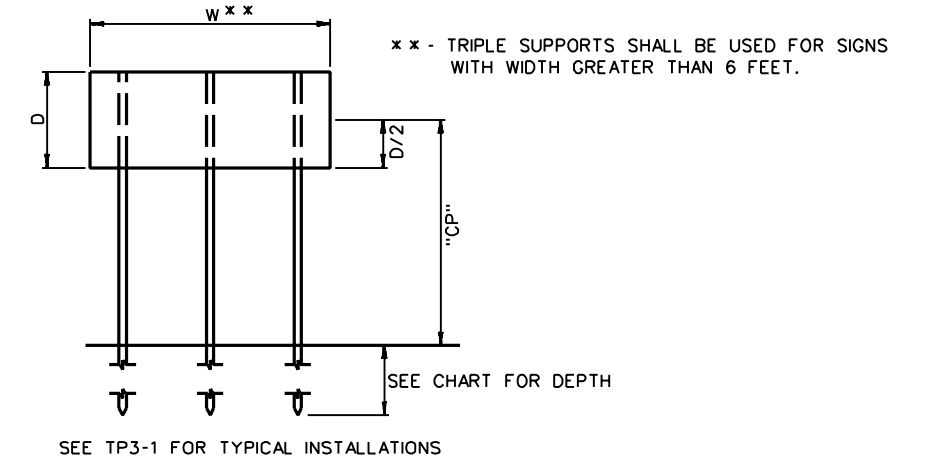 W **
** - TRIPLE SUPPORTS SHALL BE USED FOR SIGNS
WITH WIDTH GREATER THAN 6 FEET.
D
D/2
"CP"
SEE CHART FOR DEPTH
SEE TP3-1 FOR TYPICAL INSTALLATIONS